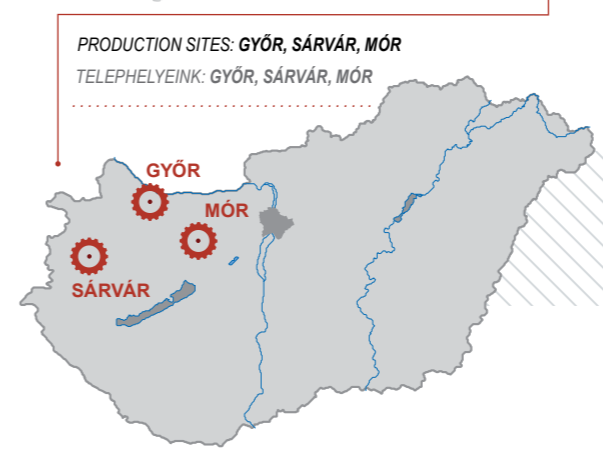 PRODUCTION SITES: GYŐR, SÁRVÁR, MÓR
TELEPHELYEINK: GYŐR, SÁRVÁR, MÓR
GYŐR
MÓR
SÁRVÁR